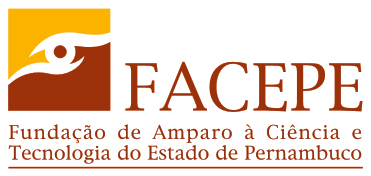 FACEPE
Fundação de Amparo à Ciência e
Tecnologia do Estado de Pernambuco